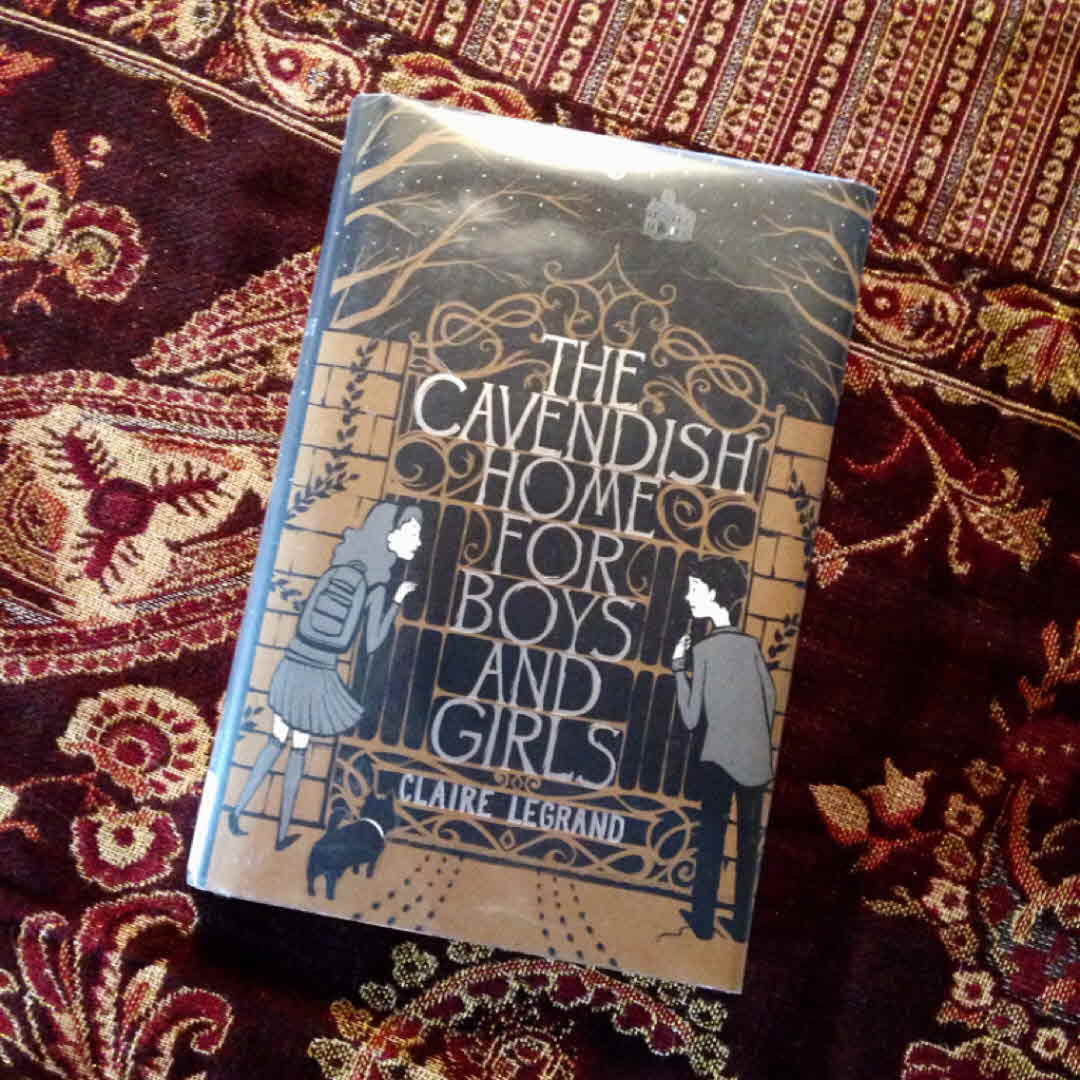 THE
CAVENDISH
HOME
FOR
BOYS
AND
GIRLS
CLAIRE LEGRAND